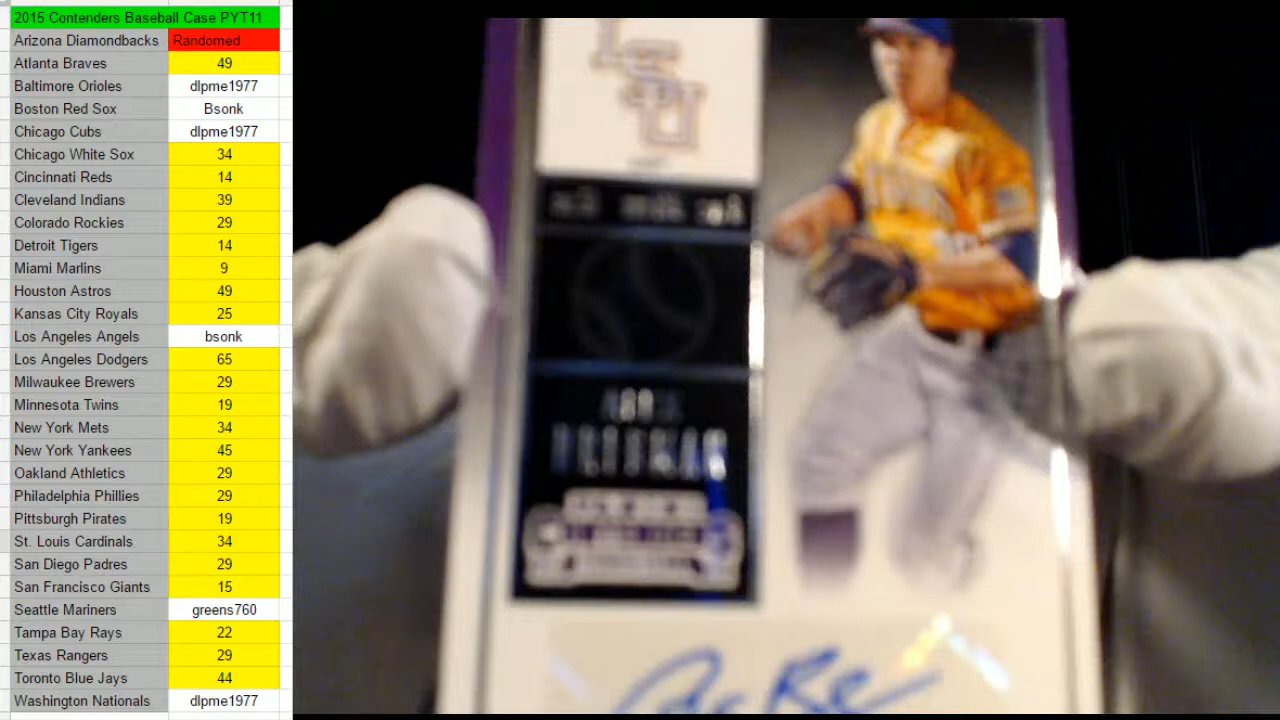 2015 Contenders Baseball Case PYT11
Arizona Diamondbacks Randomed
Atlanta Braves 49
Baltimore Orioles dlpme1977
Boston Red Sox Bsonk
Chicago Cubs dlpme1977
Chicago White Sox 34
Cincinnati Reds 14
Cleveland Indians 39
Colorado Rockies 29
Detroit Tigers 14
Miami Marlins 9
Houston Astros 49
Kansas City Royals 25
Los Angeles Angels bsonk
Los Angeles Dodgers 65
Milwaukee Brewers 29
Minnesota Twins 19
New York Mets 34
New York Yankees 45
Oakland Athletics 29
Philadelphia Phillies 29
Pittsburgh Pirates 19
St. Louis Cardinals 34
San Diego Padres 29
San Francisco Giants 15
Seattle Mariners greens760
Tampa Bay Rays 22
Texas Rangers 29
Toronto Blue Jays 44
Washington Nationals dlpme1977
LSU